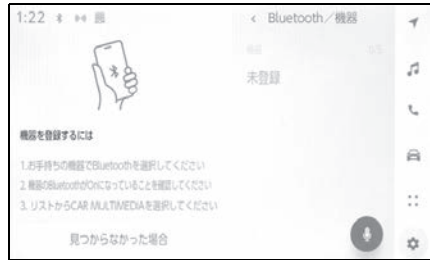 1:22
< Bluetooth／機器
未登録
機器を登録するには
1.お手持ちの機器でBluetoothを選択してください
2.機器のBluetoothがOnになっていることを確認してください
3.リストからCAR MULTIMEDIAを選択してください
見つからなかった場合